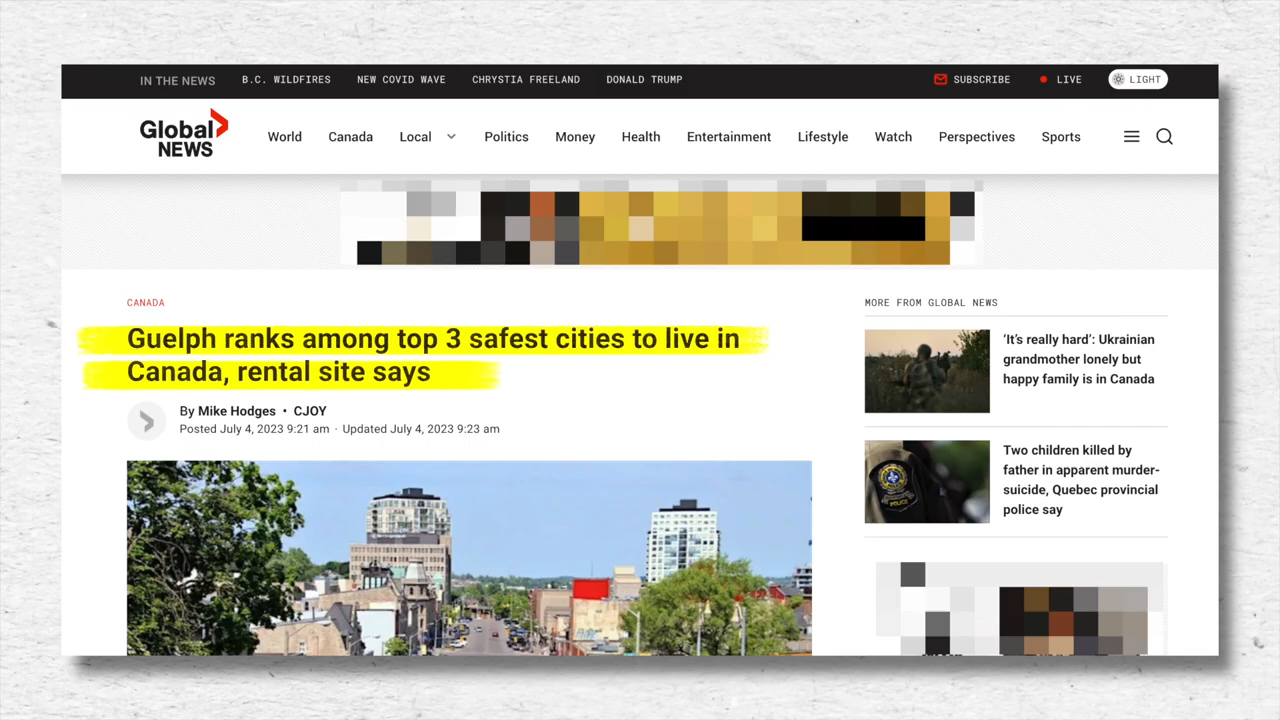 IN THE NEWS B.C. WILDFIRES NEW COVID WAVE CHRYSTIA FREELAND DONALD TRUMP SUBSCRIBE LIVE LIGHT
Global
NEWS
World Canada Local Politics Money Health Entertainment Lifestyle Watch Perspectives Sports
CANADA
Guelph ranks among top 3 safest cities to live in
Canada, rental site says
By Mike Hodges • CJOY
Posted July 4, 2023 9:21 am · Updated July 4, 2023 9:23 am
MORE FROM GLOBAL NEWS
‘It’s really hard’: Ukrainian
grandmother lonely but
happy family is in Canada
Two children killed by
father in apparent murder-
suicide, Quebec provincial
police say
POLICE